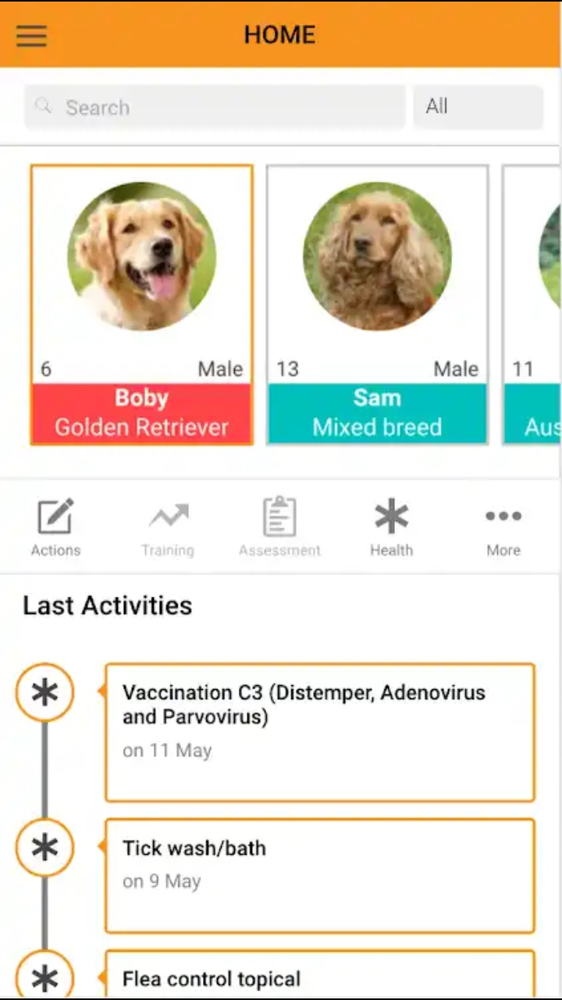 HOME
Search
All
6 Male
Boby
Golden Retriever
13 Male
Sam
Mixed breed
11
Aus
Actions
Training
Assessment
Health
More
Last Activities
Vaccination C3 (Distemper, Adenovirus
and Parvovirus)
on 11 May
Tick wash/bath
on 9 May
Flea control topical